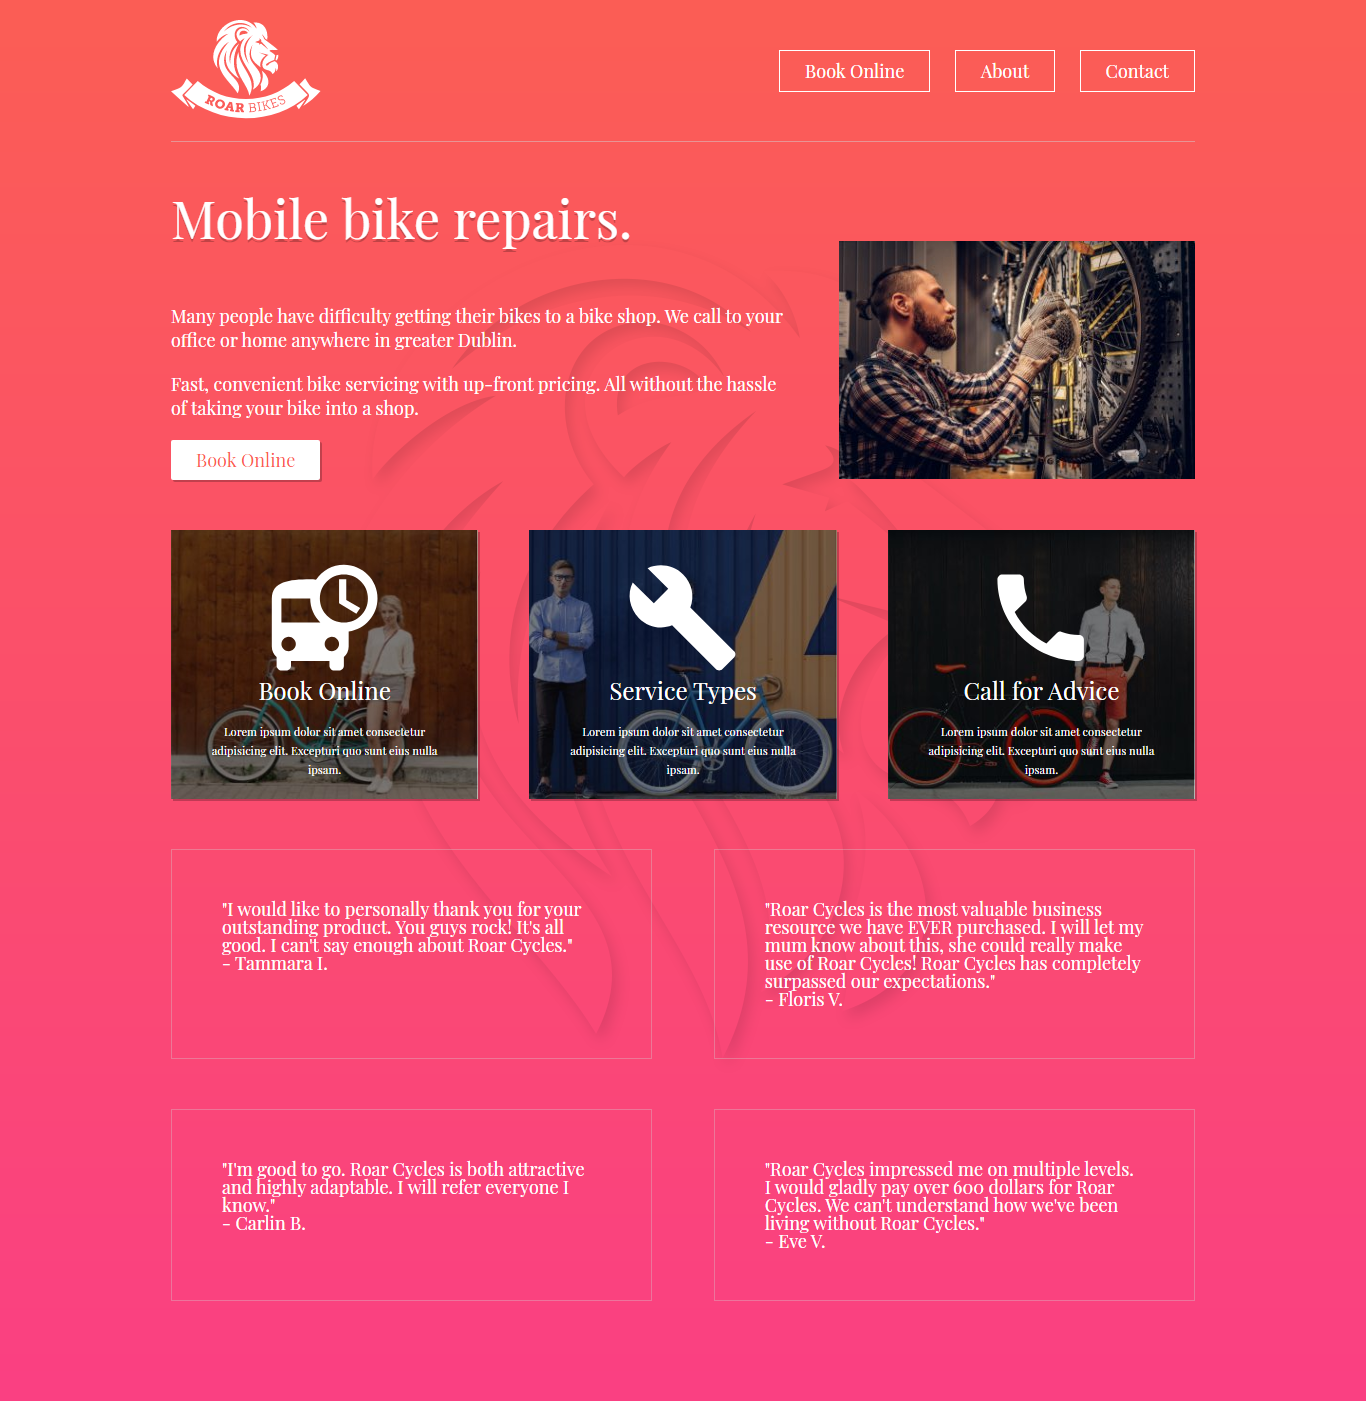 ROAR BIKES
Book Online
About
Contact
Mobile bike repairs.
Many people have difficulty getting their bikes to a bike shop. We call to your
office or home anywhere in greater Dublin.
Fast, convenient bike servicing with up-front pricing. All without the hassle
of taking your bike into a shop.
Book Online
Book Online
Lorem ipsum dolor sit amet consectetur
adipisicing elit. Excepturi quo sunt eius nulla
ipsam.
Service Types
Lorem ipsum dolor sit amet consectetur
adipisicing elit. Excepturi quo sunt eius nulla
ipsam.
Call for Advice
Lorem ipsum dolor sit amet consectetur
adipisicing elit. Excepturi quo sunt eius nulla
ipsam.
"I would like to personally thank you for your
outstanding product. You guys rock! It's all
good. I can't say enough about Roar Cycles."
- Tammara I.
"Roar Cycles is the most valuable business
resource we have EVER purchased. I will let my
mum know about this, she could really make
use of Roar Cycles! Roar Cycles has completely
surpassed our expectations."
- Floris V.
"I'm good to go. Roar Cycles is both attractive
and highly adaptable. I will refer everyone I
know."
- Carlin B.
"Roar Cycles impressed me on multiple levels.
I would gladly pay over 600 dollars for Roar
Cycles. We can't understand how we've been
living without Roar Cycles."
- Eve V.